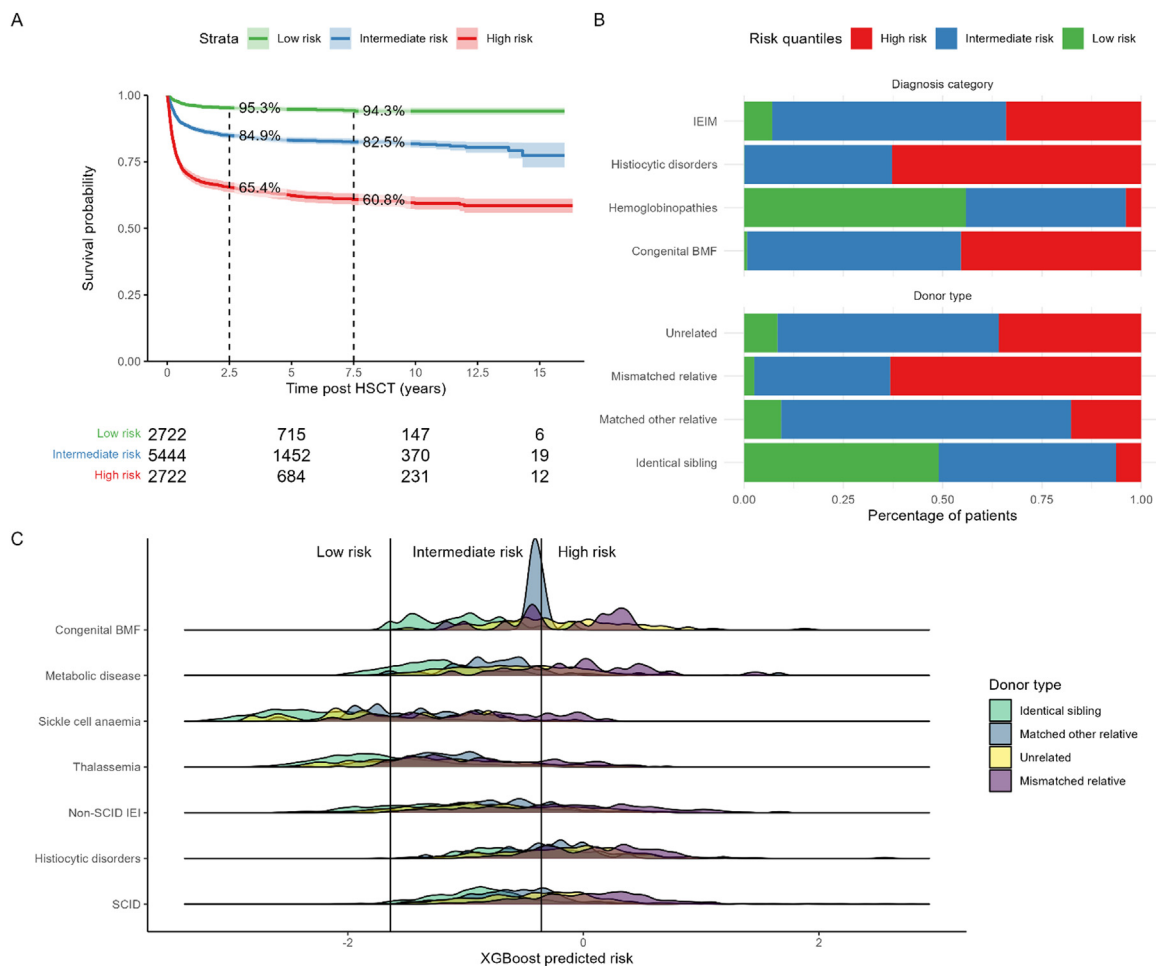 A
Strata Low risk Intermediate risk High risk
1.00
0.75
0.50
0.25
0.00
Survival probability
95.3% 94.3%
84.9% 82.5%
65.4% 60.8%
0 2.5 5 7.5 10 12.5 15
Time post HSCT (years)
Low risk 2722 715 147 6
Intermediate risk 5444 1452 370 19
High risk 2722 684 231 12
B
Risk quantiles High risk Intermediate risk Low risk
Diagnosis category
IEIM
Histiocytic disorders
Hemoglobinopathies
Congenital BMF
Donor type
Unrelated
Mismatched relative
Matched other relative
Identical sibling
0.00 0.25 0.50 0.75 1.00
Percentage of patients
C
Low risk Intermediate risk High risk
Congenital BMF
Metabolic disease
Sickle cell anaemia
Thalassemia
Non-SCID IEI
Histiocytic disorders
SCID
-2 0 2
XGBoost predicted risk
Donor type
Identical sibling
Matched other relative
Unrelated
Mismatched relative